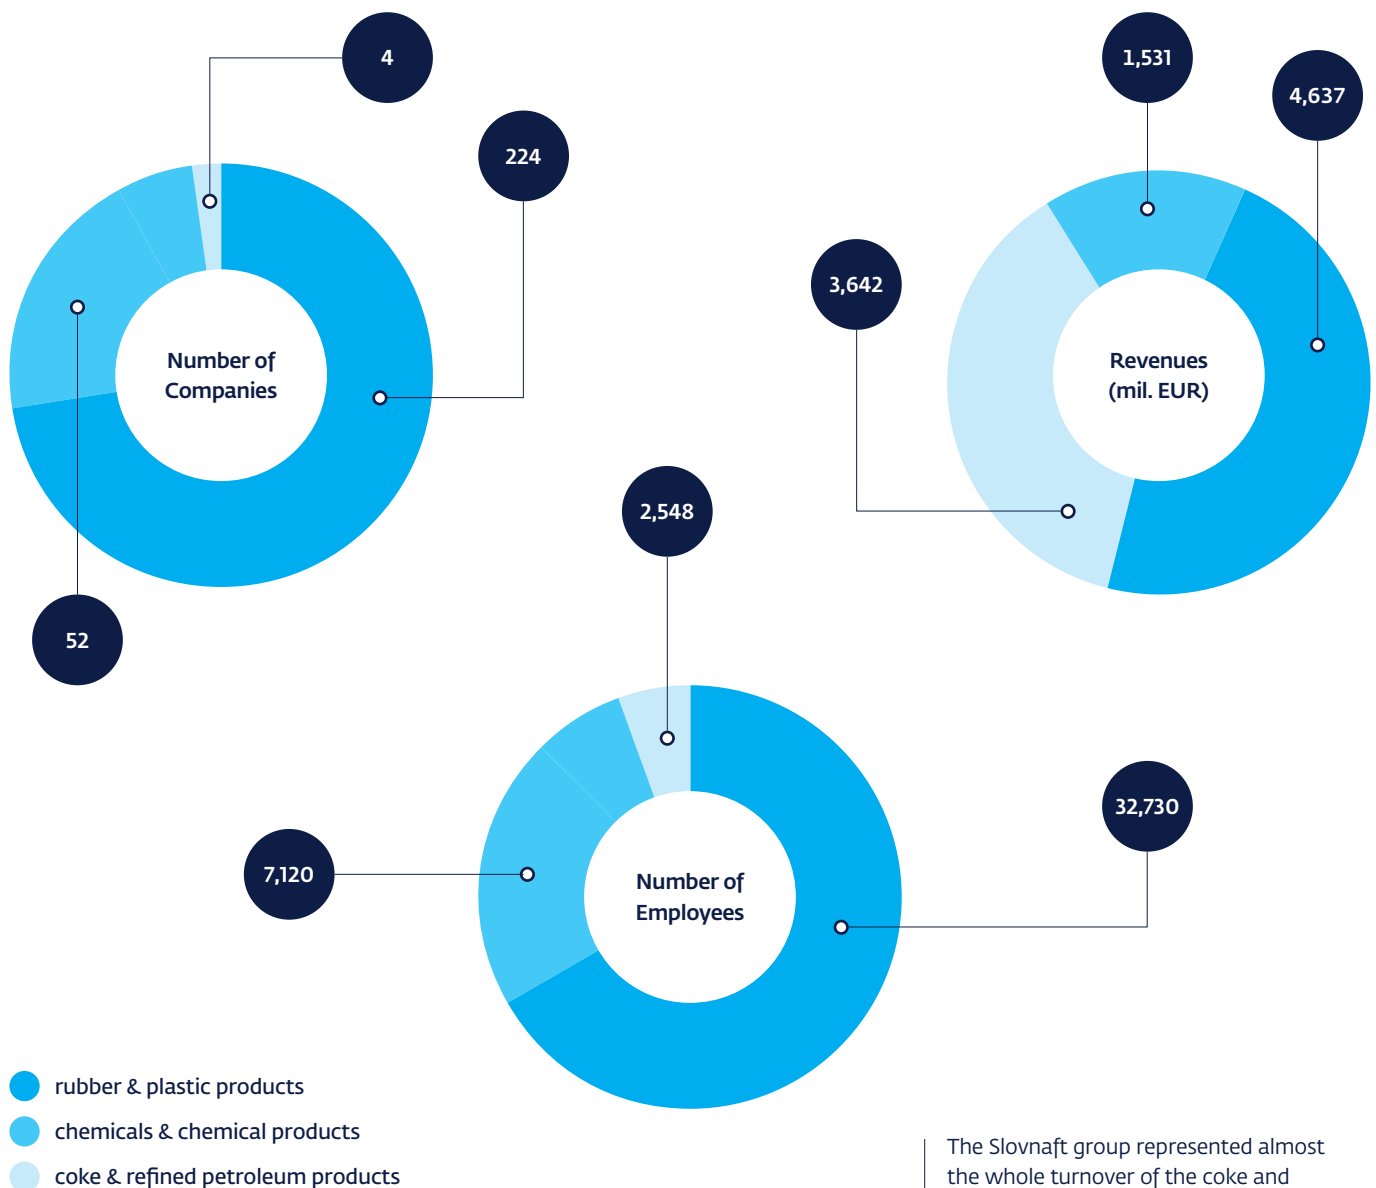 4
224
Number of
Companies
52
1,531
4,637
3,642
Revenues
(mil. EUR)
2,548
7,120
32,730
Number of
Employees
rubber & plastic products
chemicals & chemical products
coke & refined petroleum products
The Slovnaft group represented almost
the whole turnover of the coke and